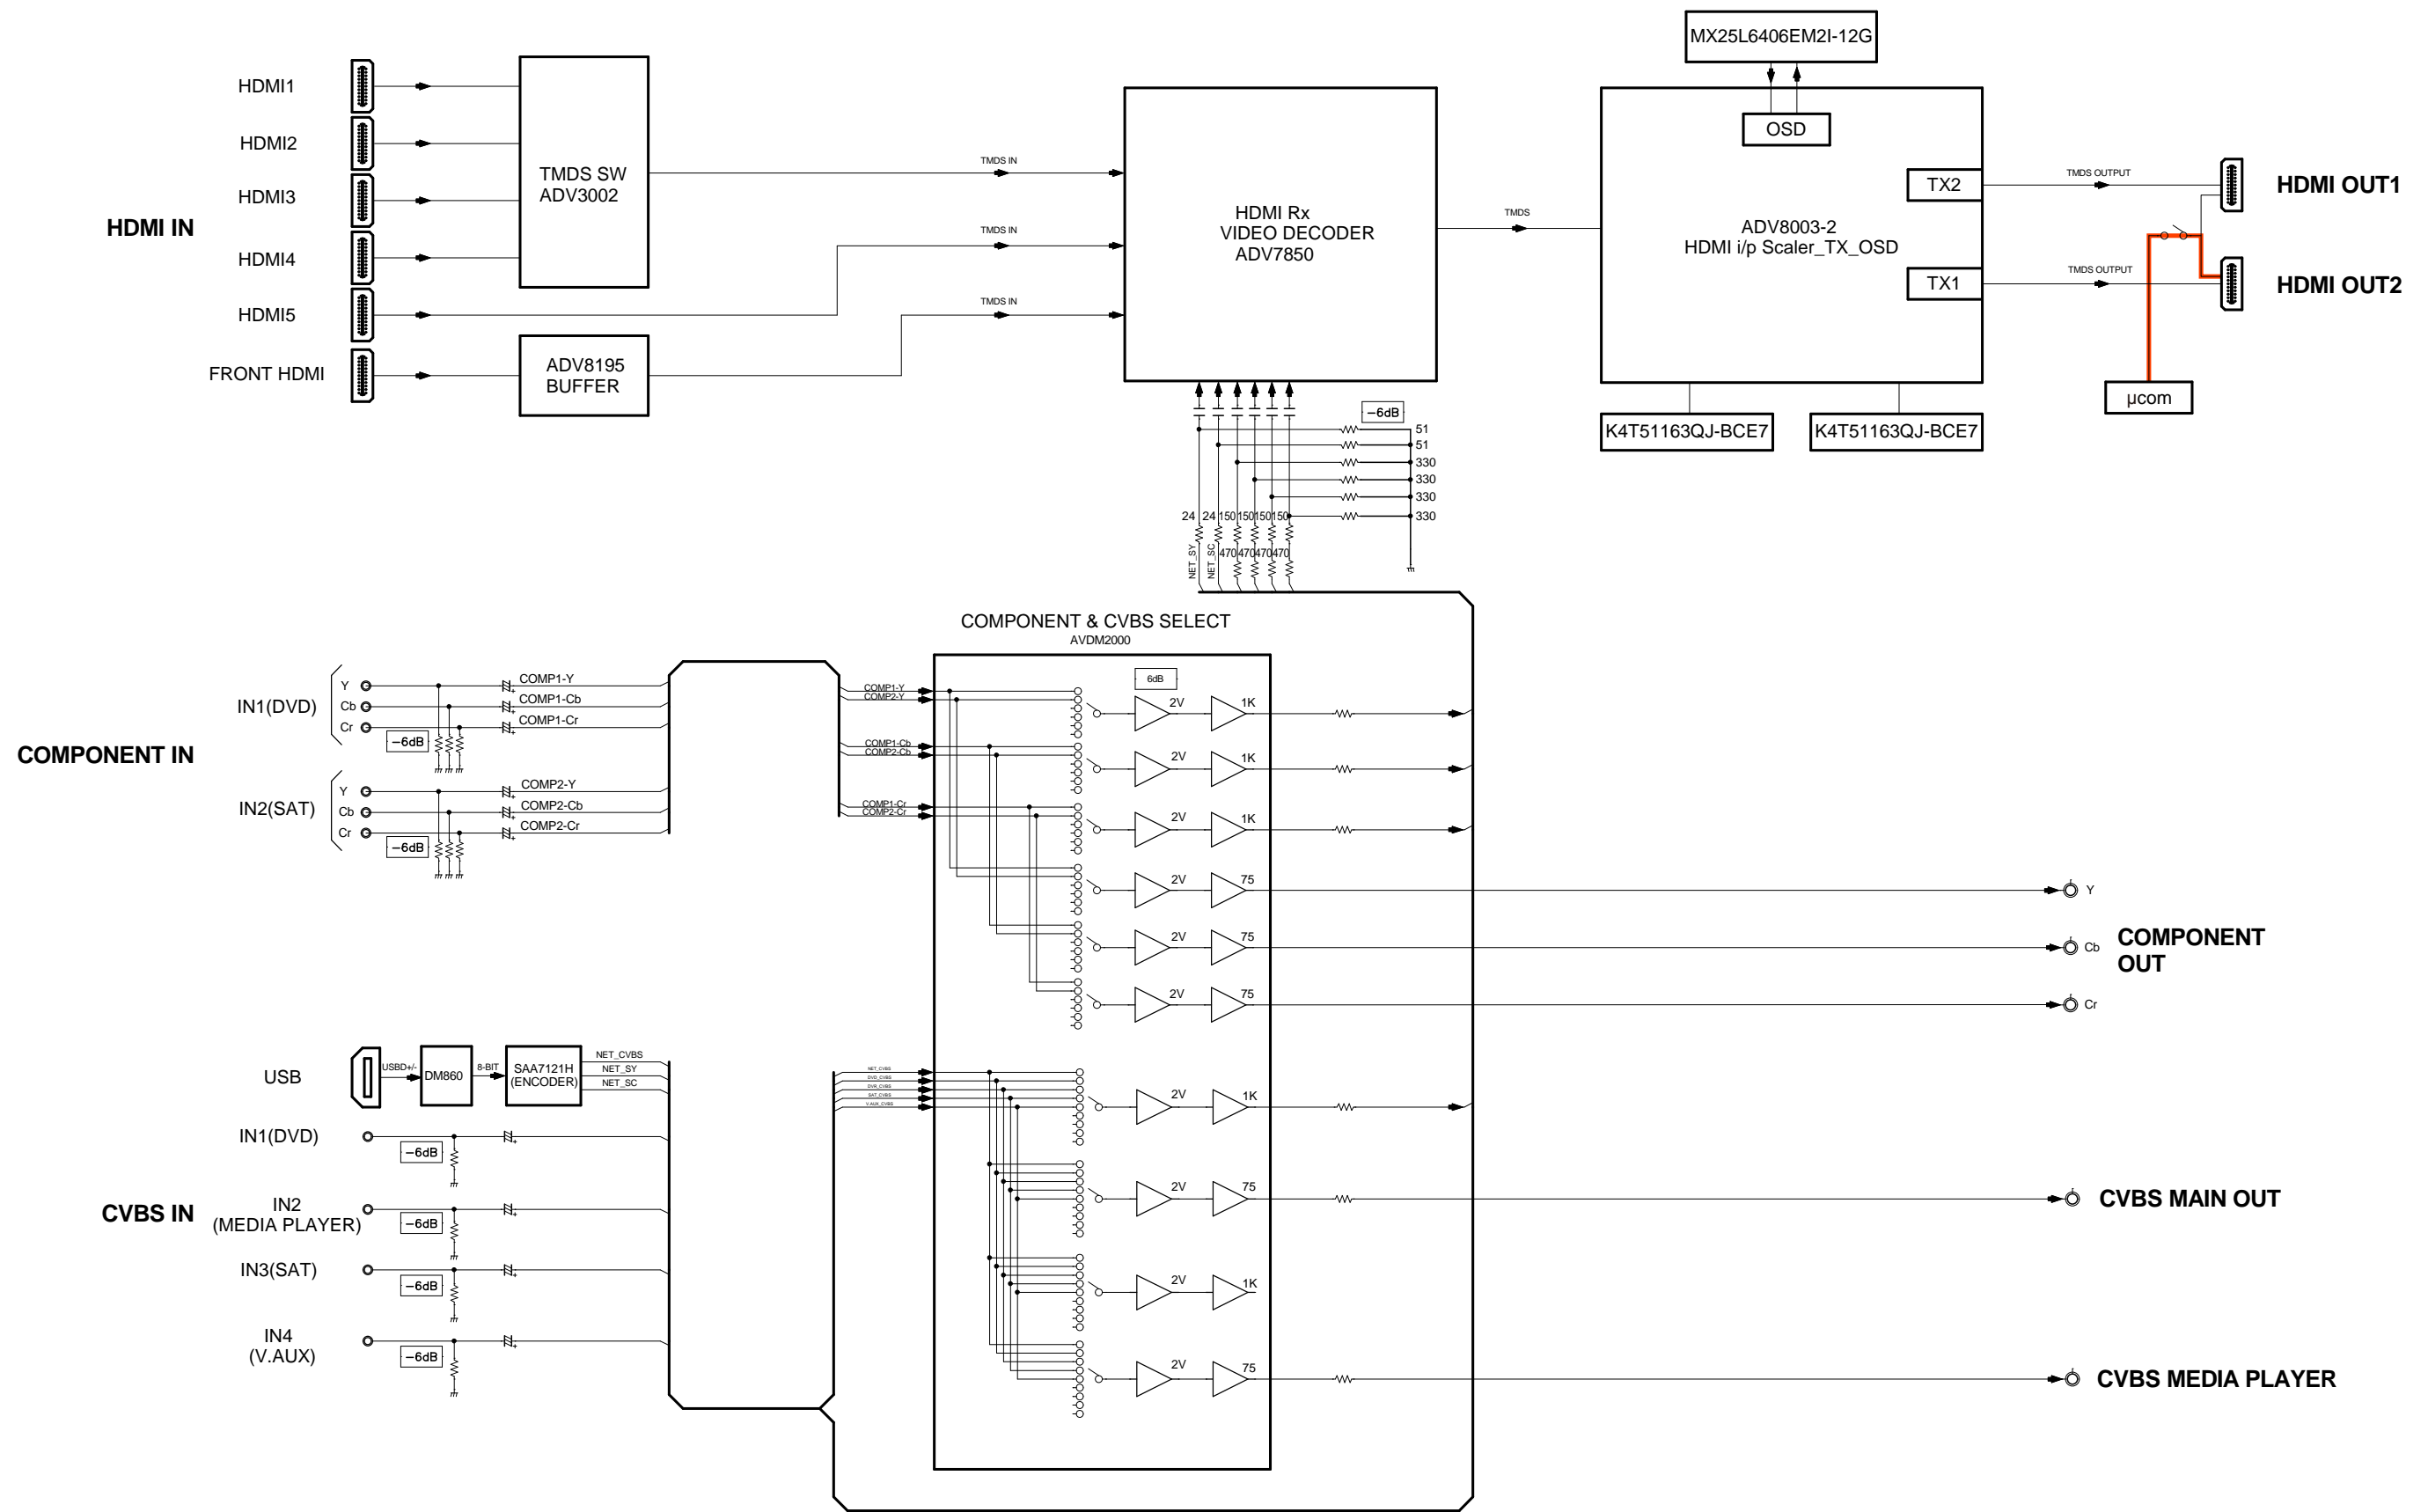 MX25L6406EM2I-12G
OSD
HDMI IN
HDMI1
HDMI2
HDMI3
HDMI4
HDMI5
FRONT HDMI
TMDS SW
ADV3002
ADV8195
BUFFER
TMDS IN
TMDS IN
TMDS IN
HDMI Rx
VIDEO DECODER
ADV7850
TMDS
ADV8003-2
HDMI i/p Scaler_TX_OSD
TX2
TX1
TMDS OUTPUT
TMDS OUTPUT
HDMI OUT1
HDMI OUT2
µcom
K4T51163QJ-BCE7
K4T51163QJ-BCE7
−6dB
51
51
330
330
330
330
24
24
150
150
150
150
NET_SY
NET_SC
470
470
470
470
COMPONENT & CVBS SELECT
AVDM2000
COMPONENT IN
IN1(DVD)
Y
Cb
Cr
−6dB
COMP1-Y
COMP1-Cb
COMP1-Cr
IN2(SAT)
Y
Cb
Cr
−6dB
COMP2-Y
COMP2-Cb
COMP2-Cr
COMP1-Y
COMP2-Y
COMP1-Cb
COMP2-Cb
COMP1-Cr
COMP2-Cr
6dB
2V
1K
2V
1K
2V
1K
2V
75
2V
75
2V
75
Y
Cb
Cr
COMPONENT
OUT
USB
USBD+/-
DM860
8-BIT
SAA7121H
(ENCODER)
NET_CVBS
NET_SY
NET_SC
CVBS IN
IN1(DVD)
−6dB
IN2
(MEDIA PLAYER)
−6dB
IN3(SAT)
−6dB
IN4
(V.AUX)
−6dB
NET_CVBS
DVD_CVBS
DVR_CVBS
SAT_CVBS
V-AUX_CVBS
2V
1K
2V
75
2V
1K
2V
75
CVBS MAIN OUT
CVBS MEDIA PLAYER